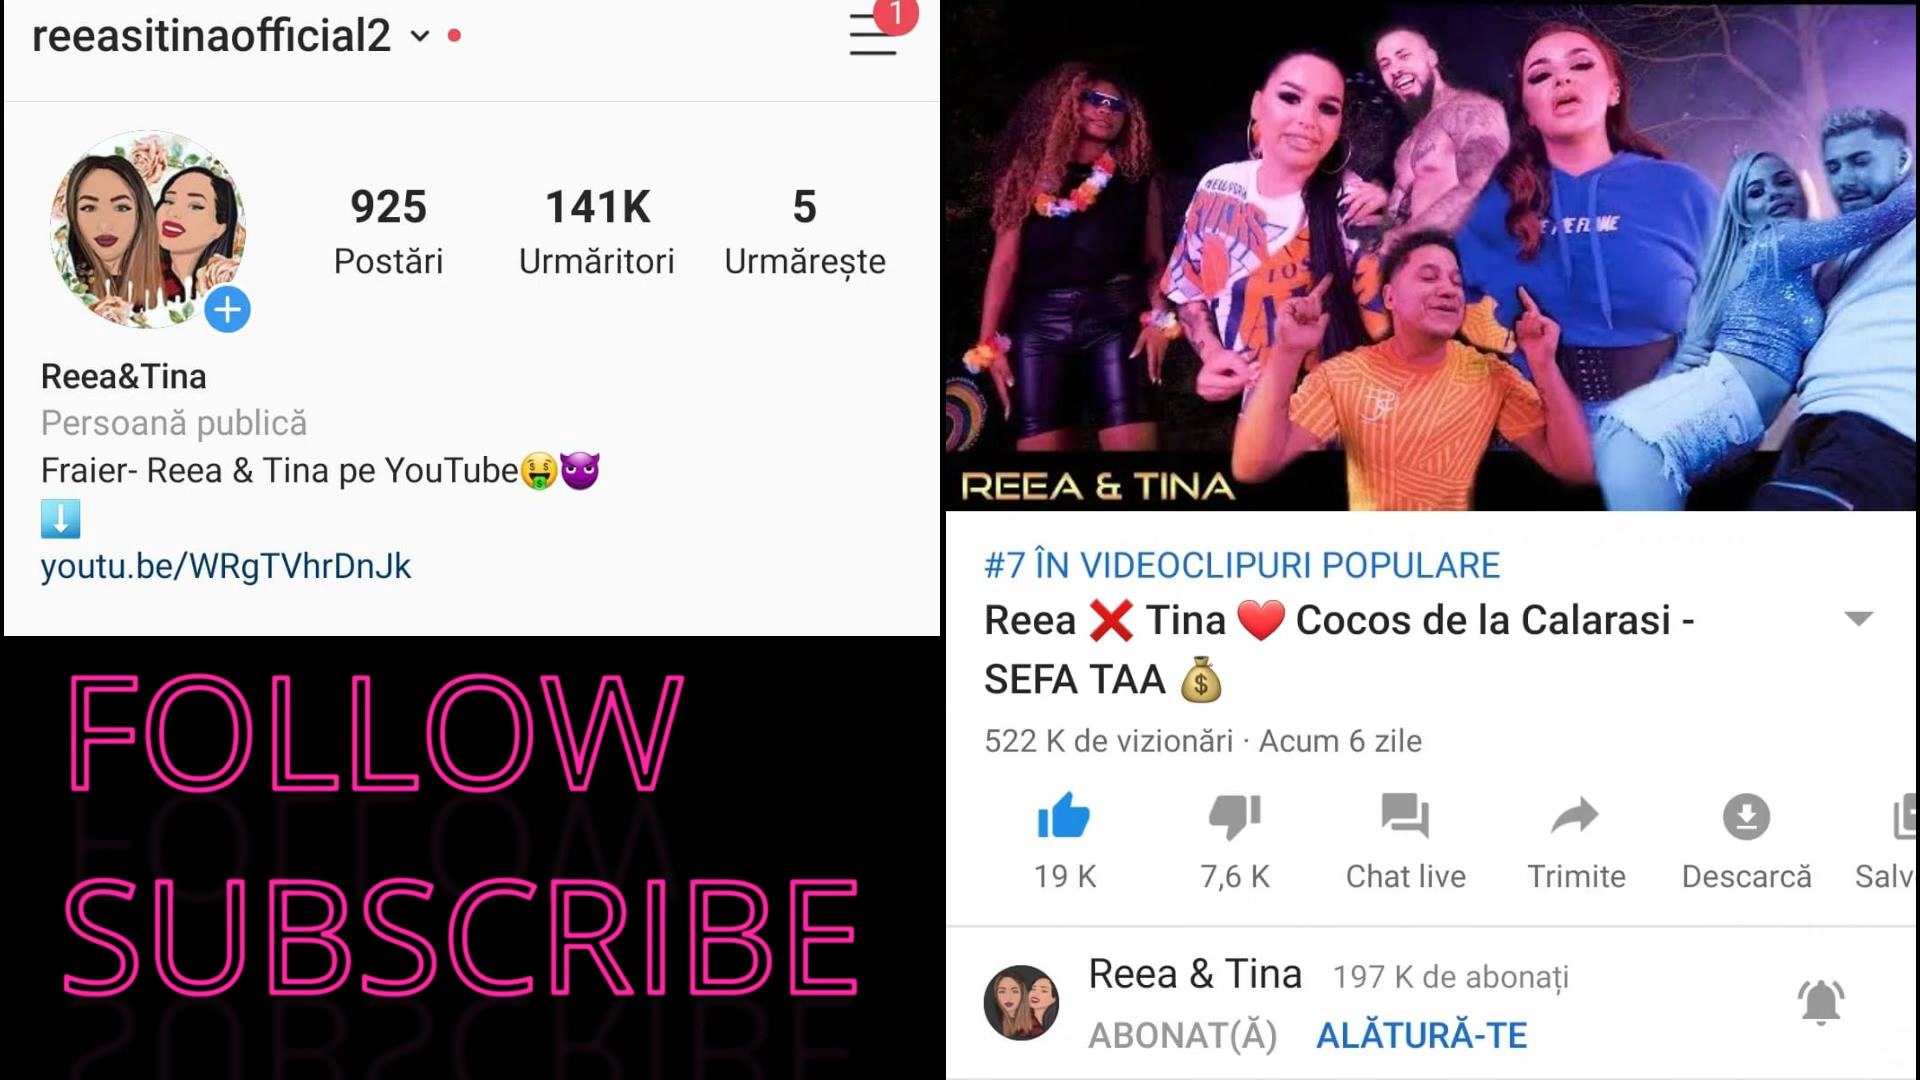 reeasitinaofficial2
1
925 141K 5
Postări Urmăritori Urmărește
Reea&Tina
Persoană publică
Fraier- Reea & Tina pe YouTube🤑😈
⬇️
youtu.be/WRgTVhrDnJk
FOLLOW
SUBSCRIBE
REEA & TINA
#7 ÎN VIDEOCLIPURI POPULARE
Reea ❌ Tina ❤️ Cocos de la Calarasi -
SEFA TAA 💰
522 K de vizionări · Acum 6 zile
19 K 7,6 K Chat live Trimite Descarcă Salv
Reea & Tina 197 K de abonați
ABONAT(Ă) ALĂTURĂ-TE